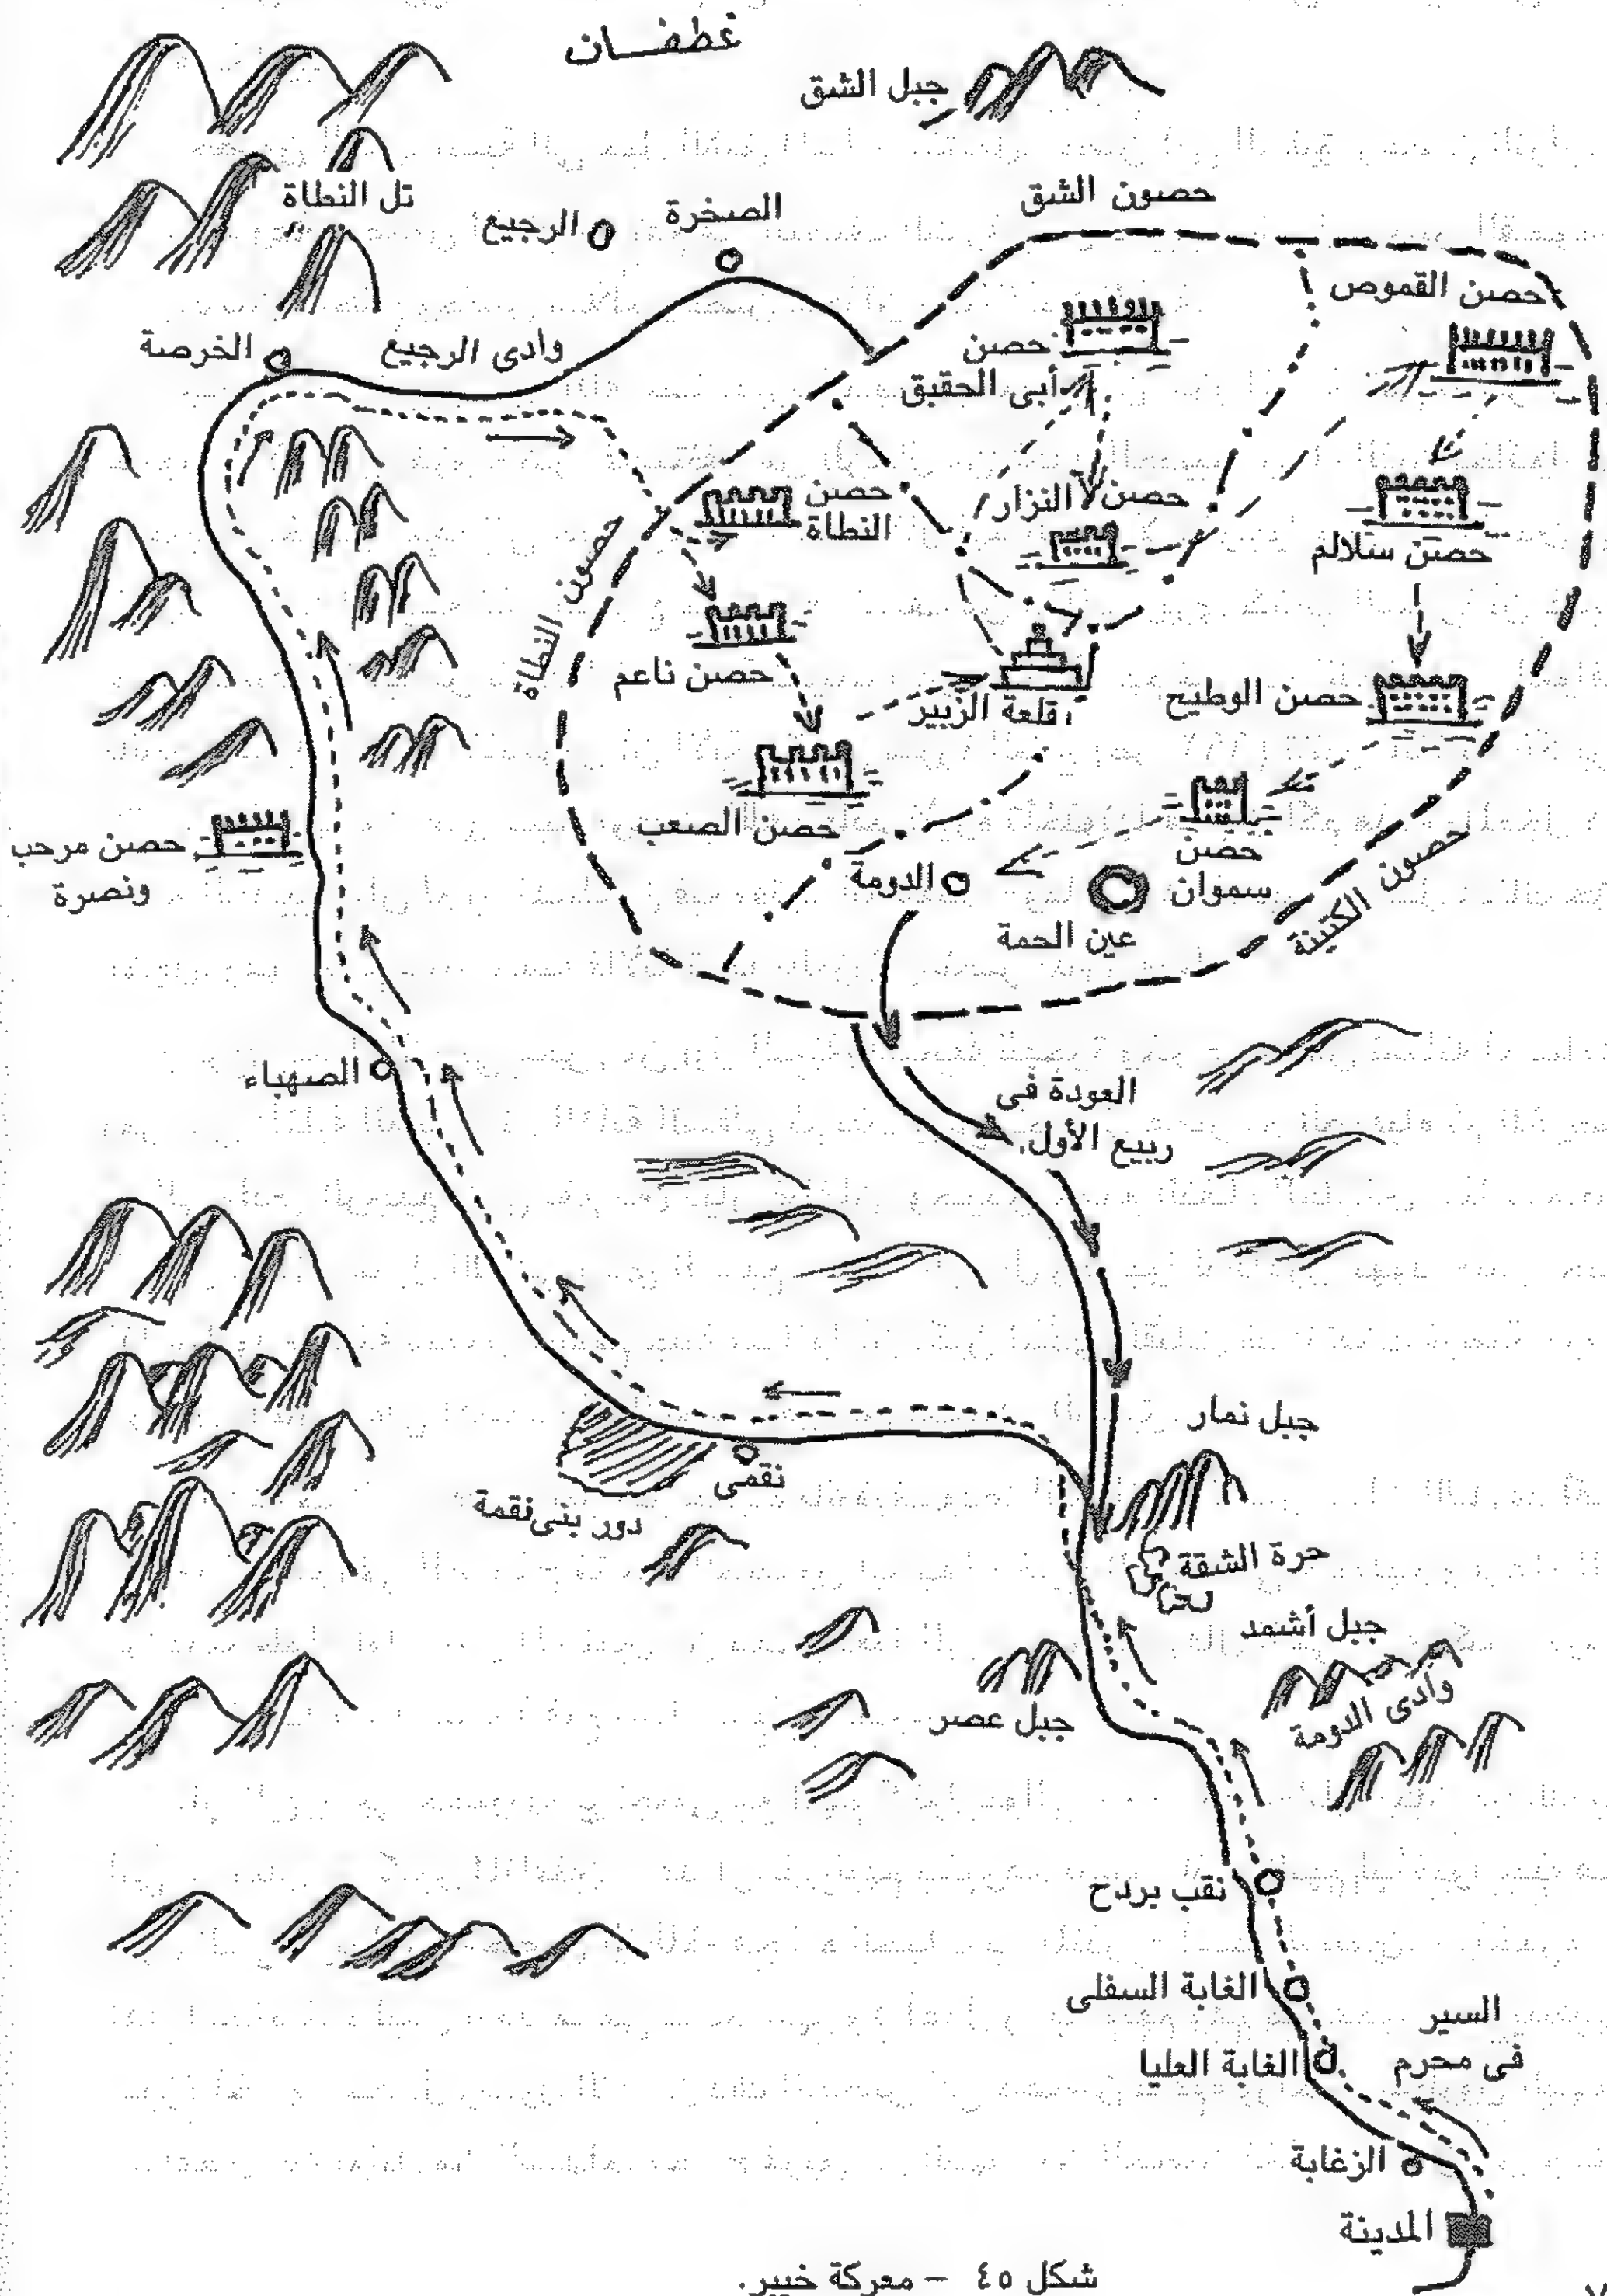 غطفــان
جبل الشق
تل النطاة
الرجيع
الصخرة
حصون الشق
حصن القموص
الخرصة
وادى الرجيع
حصن
أبى الحقيق
حصن النزار
حصن
النطاة
حصن سلالم
حصون النطاة
حصن ناعم
قلعة الزبير
حصن الوطيح
حصن الصعب
حصن
سموان
حصن مرحب
ونصرة
الدومة
عين الحمة
حصون الكتيبة
الصهباء
العودة فى
ربيع الأول.
جبل نمار
نقمى
دور بنى نقمة
حرة الشقة
جبل أشمد
وادى الدومة
جبل عصر
نقب بردح
الغابة السفلى
السير
فى محرم
الغابة العليا
الزغابة
المدينة
شكل ٤٥ – معركة خيبر.